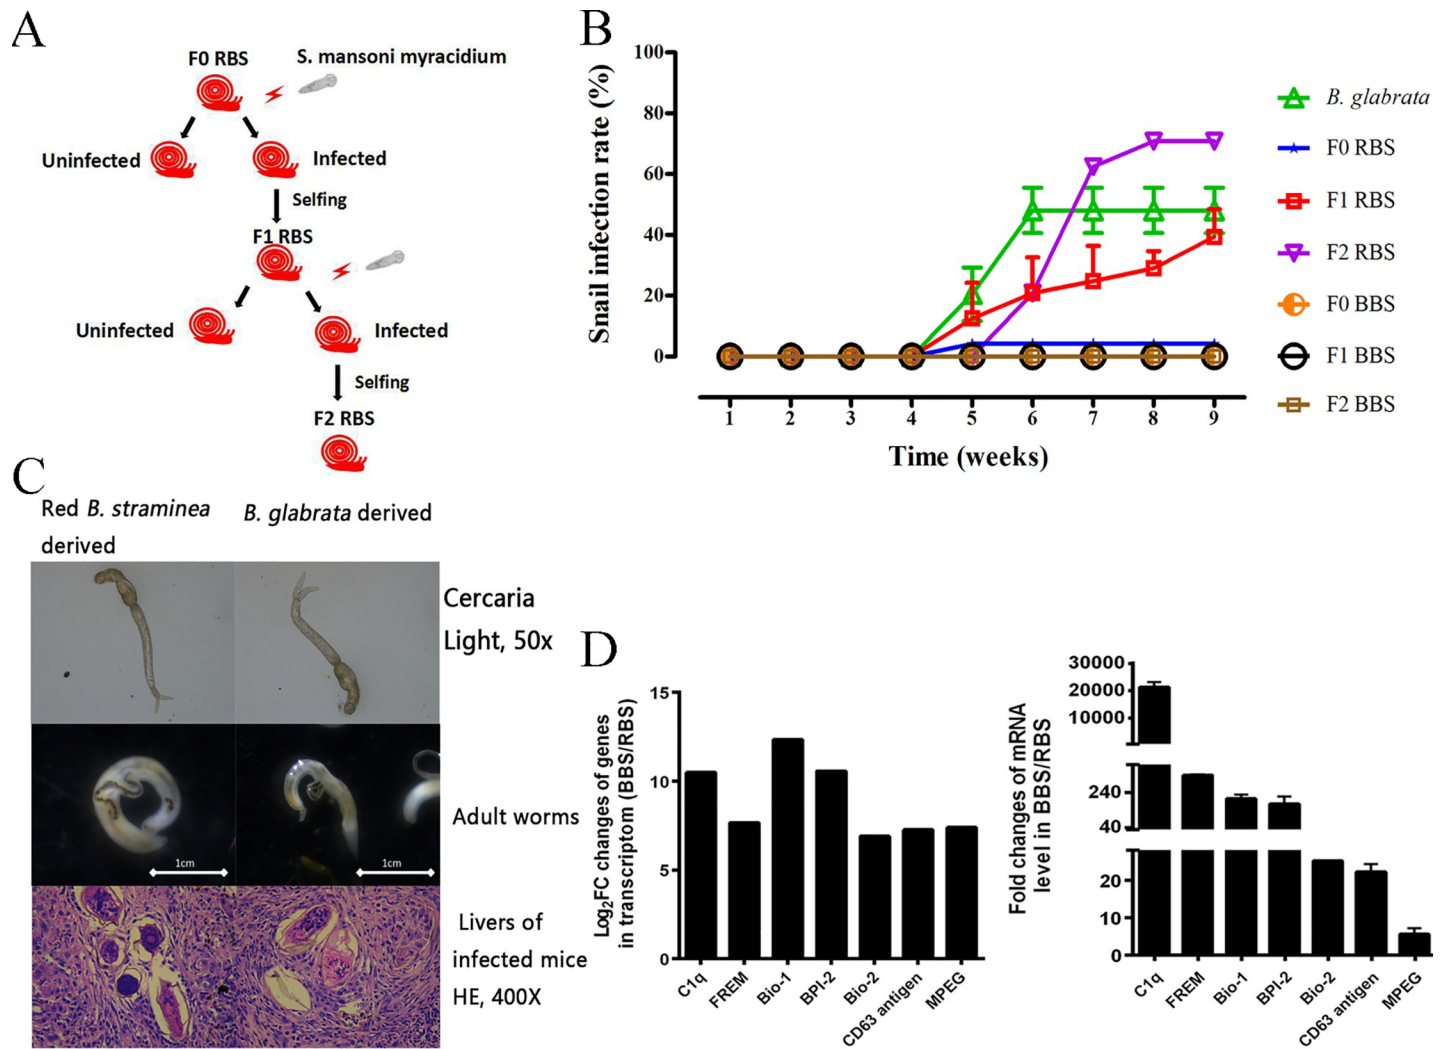 A
F0 RBS
S. mansoni myracidium
Uninfected
Infected
Selfing
F1 RBS
Uninfected
Infected
Selfing
F2 RBS
B
Snail infection rate (%)
100
80
60
40
20
0
1 2 3 4 5 6 7 8 9
Time (weeks)
B. glabrata
F0 RBS
F1 RBS
F2 RBS
F0 BBS
F1 BBS
F2 BBS
C
Red B. straminea
derived
B. glabrata derived
Cercaria
Light, 50x
Adult worms
1cm
1cm
Livers of
infected mice
HE, 400X
D
Log2FC changes of genes
in transcriptom (BBS/RBS)
15
10
5
0
C1q
FREM
Bio-1
BPI-2
Bio-2
CD63 antigen
MPEG
Fold changes of mRNA
level in BBS/RBS
30000
20000
10000
240
40
20
10
0
C1q
FREM
Bio-1
BPI-2
Bio-2
CD63 antigen
MPEG